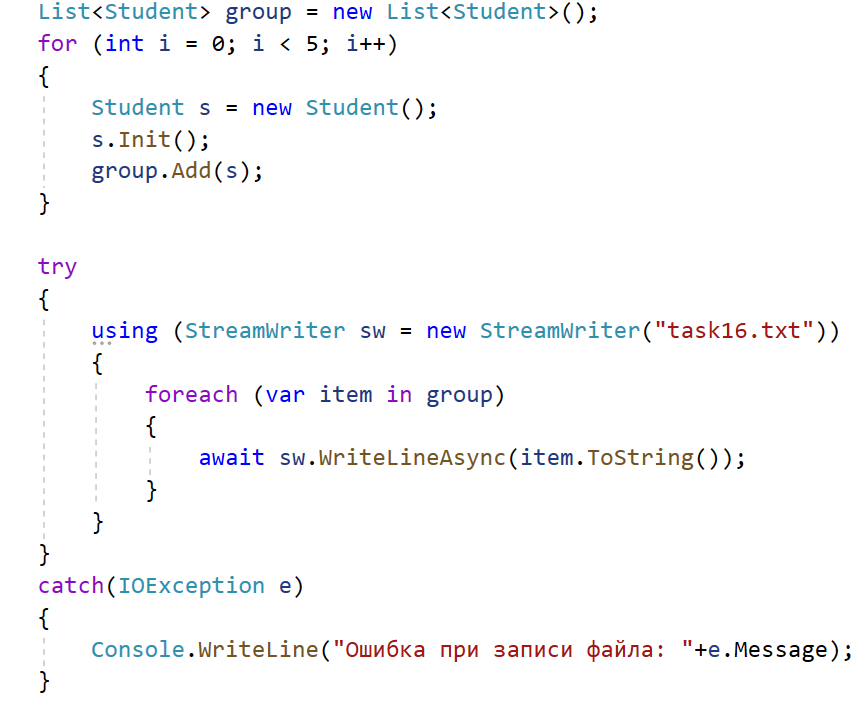 List<Student> group = new List<Student>();
for (int i = 0; i < 5; i++)
{
    Student s = new Student();
    s.Init();
    group.Add(s);
}

try
{
    using (StreamWriter sw = new StreamWriter("task16.txt"))
    {
        foreach (var item in group)
        {
            await sw.WriteLineAsync(item.ToString());
        }
    }
}
catch(IOException e)
{
    Console.WriteLine("Ошибка при записи файла: "+e.Message);
}